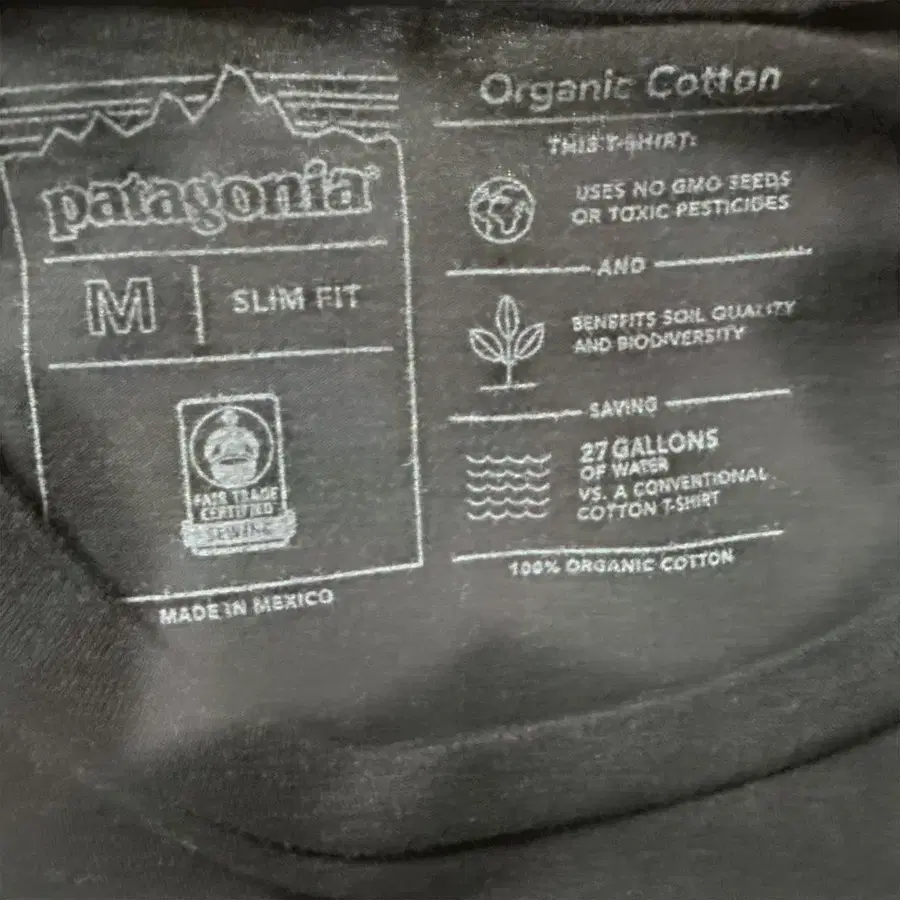 patagonia®
M
SLIM FIT
FAIR TRADE
CERTIFIED
SEWING
MADE IN MEXICO
Organic Cotton
THIS T-SHIRT:
USES NO GMO SEEDS
OR TOXIC PESTICIDES
AND
BENEFITS SOIL QUALITY
AND BIODIVERSITY
SAVING
27 GALLONS
OF WATER
VS. A CONVENTIONAL
COTTON T-SHIRT
100% ORGANIC COTTON